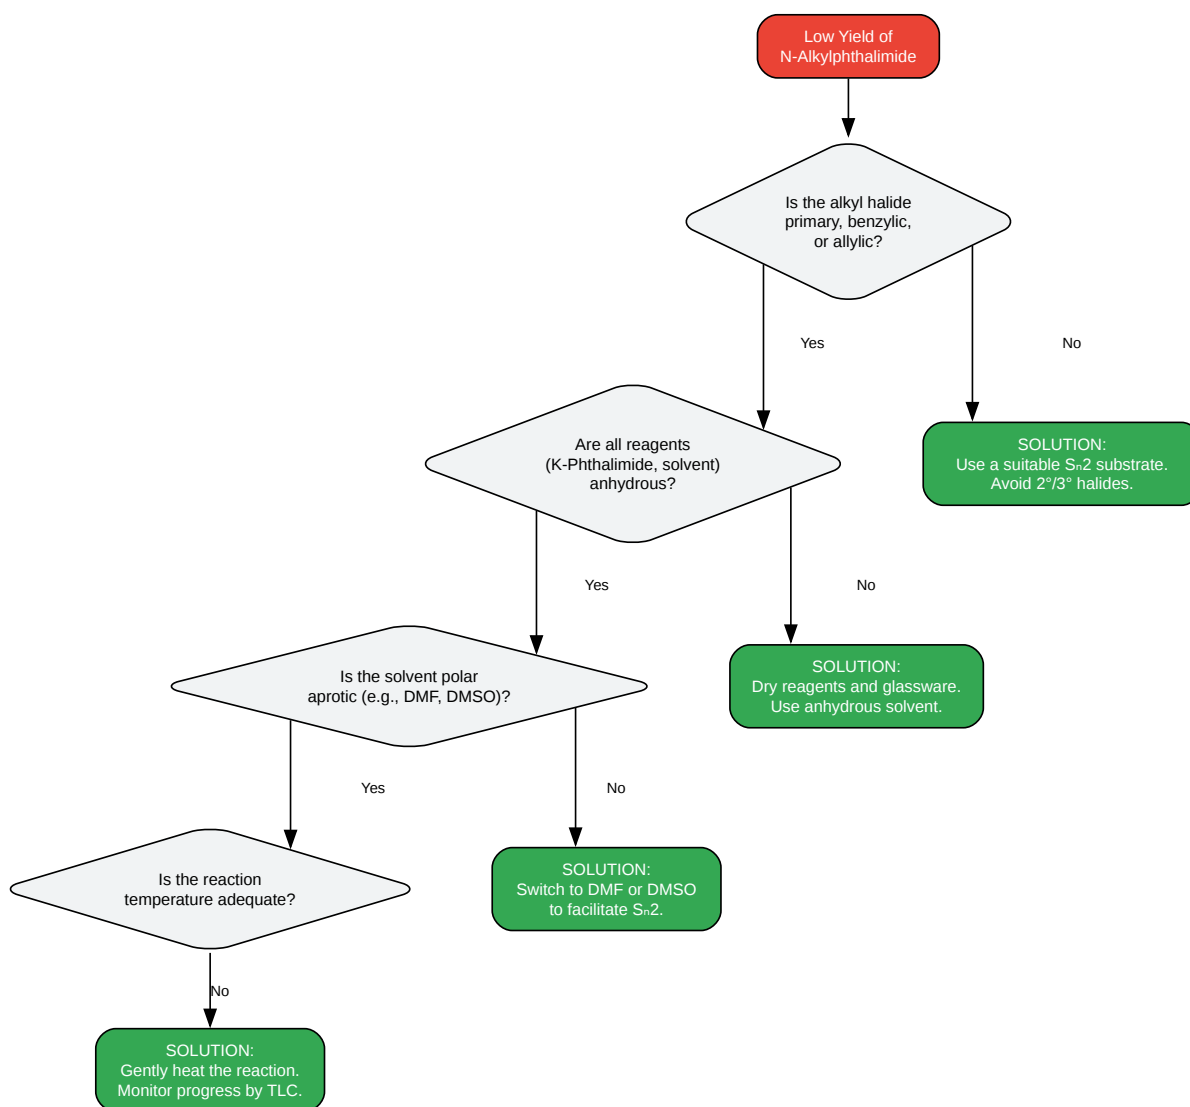 Low Yield of
N-Alkylphthalimide
Is the alkyl halide
primary, benzylic,
or allylic?
Yes
No
Are all reagents
(K-Phthalimide, solvent)
anhydrous?
SOLUTION:
Use a suitable Sₙ2 substrate.
Avoid 2°/3° halides.
Yes
No
Is the solvent polar
aprotic (e.g., DMF, DMSO)?
SOLUTION:
Dry reagents and glassware.
Use anhydrous solvent.
Yes
No
Is the reaction
temperature adequate?
SOLUTION:
Switch to DMF or DMSO
to facilitate Sₙ2.
No
SOLUTION:
Gently heat the reaction.
Monitor progress by TLC.